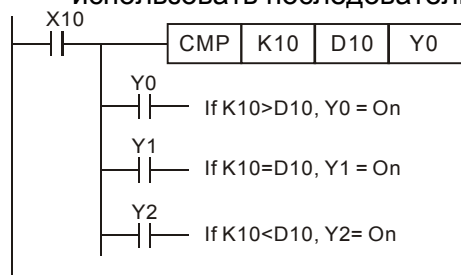 использовать последовател
X10
CMP K10 D10 Y0
Y0
If K10>D10, Y0 = On
Y1
If K10=D10, Y1 = On
Y2
If K10<D10, Y2= On